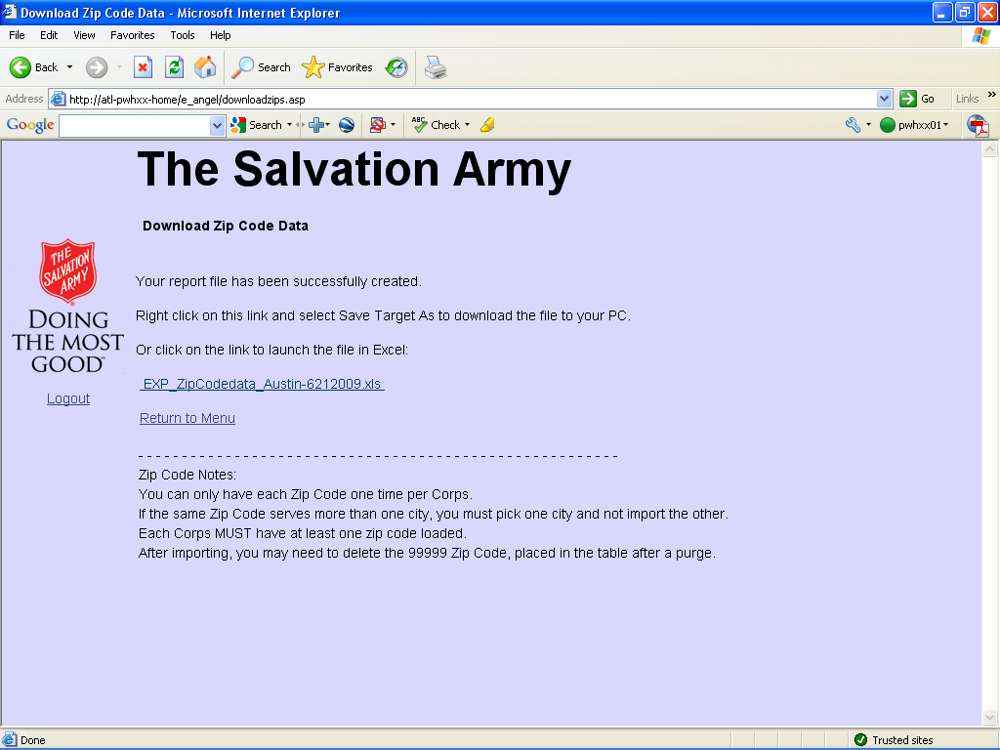 Download Zip Code Data - Microsoft Internet Explorer
File Edit View Favorites Tools Help
Back Search Favorites
Address http://atl-pwhxx-home/e_angel/downloadzips.asp Go Links »
Google Search Check pwhxx01
The Salvation Army
Download Zip Code Data
THE
SALVATION
ARMY
DOING
THE MOST
GOOD™
Logout
Your report file has been successfully created.
Right click on this link and select Save Target As to download the file to your PC.
Or click on the link to launch the file in Excel:
EXP_ZipCodedata_Austin-6212009.xls
Return to Menu
- - - - - - - - - - - - - - - - - - - - - - - - - - - - - - - - - - - - - - - - - - - - - - - - - - - - - - -
Zip Code Notes:
You can only have each Zip Code one time per Corps.
If the same Zip Code serves more than one city, you must pick one city and not import the other.
Each Corps MUST have at least one zip code loaded.
After importing, you may need to delete the 99999 Zip Code, placed in the table after a purge.
Done Trusted sites